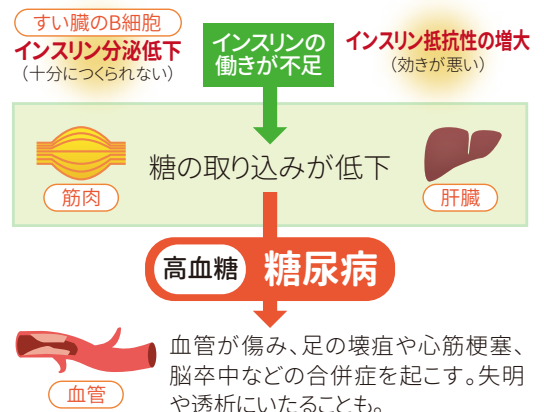 すい臓のB細胞
インスリン分泌低下
（十分につくられない）
インスリンの
働きが不足
インスリン抵抗性の増大
（効きが悪い）
糖の取り込みが低下
筋肉
肝臓
高血糖 糖尿病
血管が傷み、足の壊疽や心筋梗塞、
脳卒中などの合併症を起こす。失明
や透析にいたることも。
血管